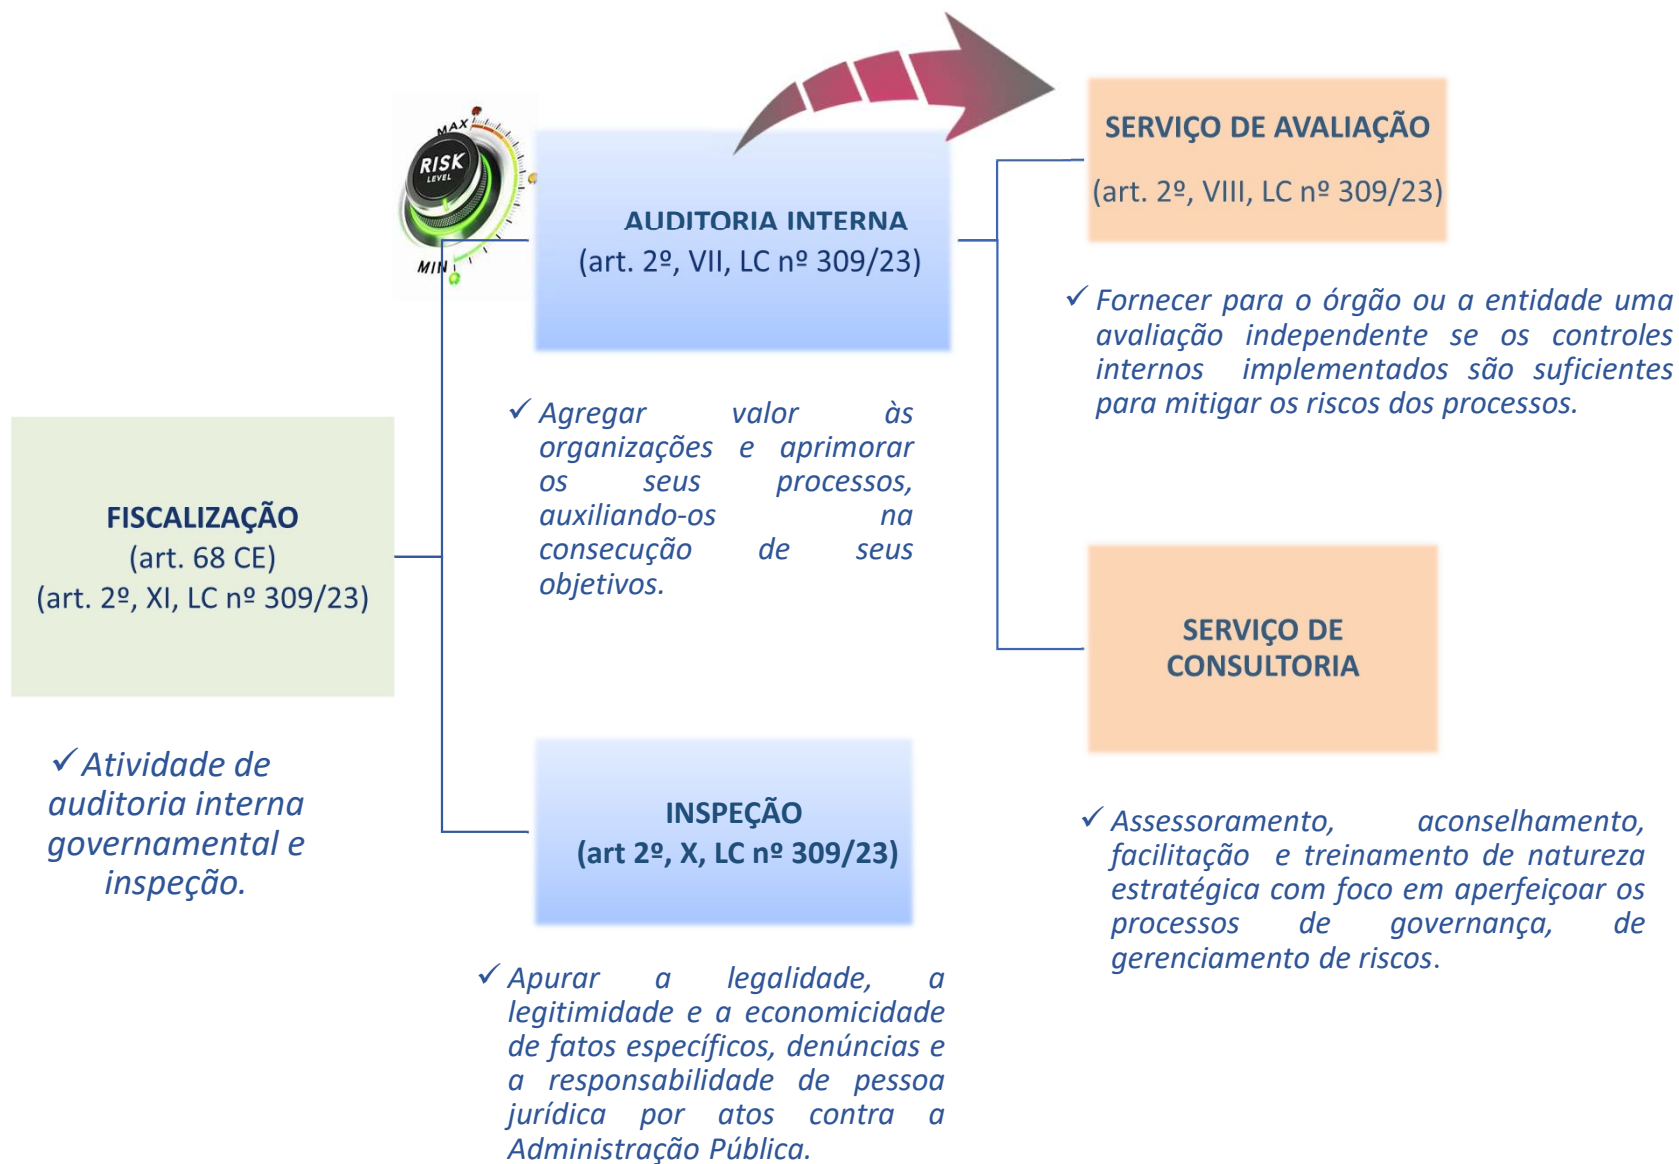 FISCALIZAÇÃO
(art. 68 CE)
(art. 2º, XI, LC nº 309/23)
✓ Atividade de
auditoria interna
governamental e
inspeção.
MAX
RISK
LEVEL
MIN
AUDITORIA INTERNA
(art. 2º, VII, LC nº 309/23)
✓ Agregar valor às
organizações e aprimorar
os seus processos,
auxiliando-os na
consecução de seus
objetivos.
INSPEÇÃO
(art 2º, X, LC nº 309/23)
✓ Apurar a legalidade, a
legitimidade e a economicidade
de fatos específicos, denúncias e
a responsabilidade de pessoa
jurídica por atos contra a
Administração Pública.
SERVIÇO DE AVALIAÇÃO
(art. 2º, VIII, LC nº 309/23)
✓ Fornecer para o órgão ou a entidade uma
avaliação independente se os controles
internos implementados são suficientes
para mitigar os riscos dos processos.
SERVIÇO DE
CONSULTORIA
✓ Assessoramento, aconselhamento,
facilitação e treinamento de natureza
estratégica com foco em aperfeiçoar os
processos de governança, de
gerenciamento de riscos.